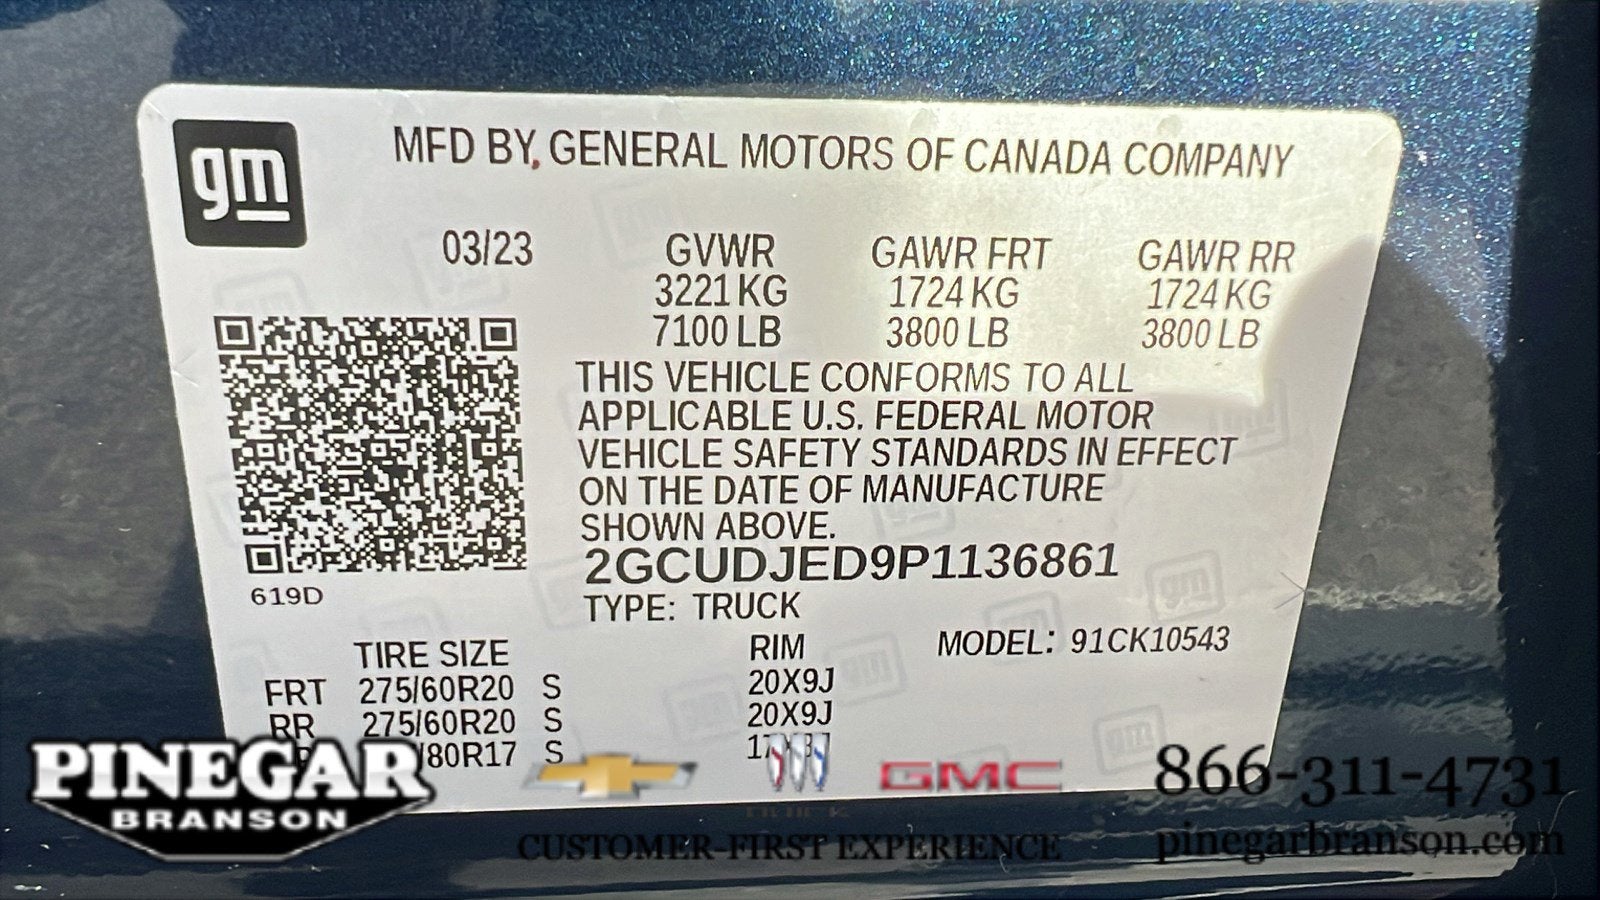 gm
MFD BY, GENERAL MOTORS OF CANADA COMPANY
03/23 GVWR GAWR FRT GAWR RR
3221 KG 1724 KG 1724 KG
7100 LB 3800 LB 3800 LB
THIS VEHICLE CONFORMS TO ALL
APPLICABLE U.S. FEDERAL MOTOR
VEHICLE SAFETY STANDARDS IN EFFECT
ON THE DATE OF MANUFACTURE
SHOWN ABOVE.
2GCUDJED9P1136861
619D
TYPE: TRUCK
TIRE SIZE RIM MODEL: 91CK10543
FRT 275/60R20 S 20X9J
RR 275/60R20 S 20X9J
/80R17 S
PINEGAR
BRANSON
GMC
866-311-4731
CUSTOMER-FIRST EXPERIENCE
pinegarbranson.com